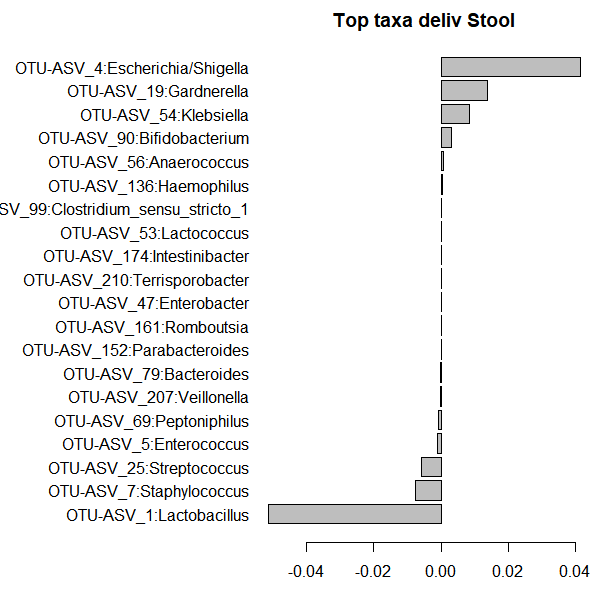 Top taxa deliv Stool
OTU-ASV_4:Escherichia/Shigella
OTU-ASV_19:Gardnerella
OTU-ASV_54:Klebsiella
OTU-ASV_90:Bifidobacterium
OTU-ASV_56:Anaerococcus
OTU-ASV_136:Haemophilus
SV_99:Clostridium_sensu_stricto_1
OTU-ASV_53:Lactococcus
OTU-ASV_174:Intestinibacter
OTU-ASV_210:Terrisporobacter
OTU-ASV_47:Enterobacter
OTU-ASV_161:Romboutsia
OTU-ASV_152:Parabacteroides
OTU-ASV_79:Bacteroides
OTU-ASV_207:Veillonella
OTU-ASV_69:Peptoniphilus
OTU-ASV_5:Enterococcus
OTU-ASV_25:Streptococcus
OTU-ASV_7:Staphylococcus
OTU-ASV_1:Lactobacillus
-0.04 -0.02 0.00 0.02 0.04